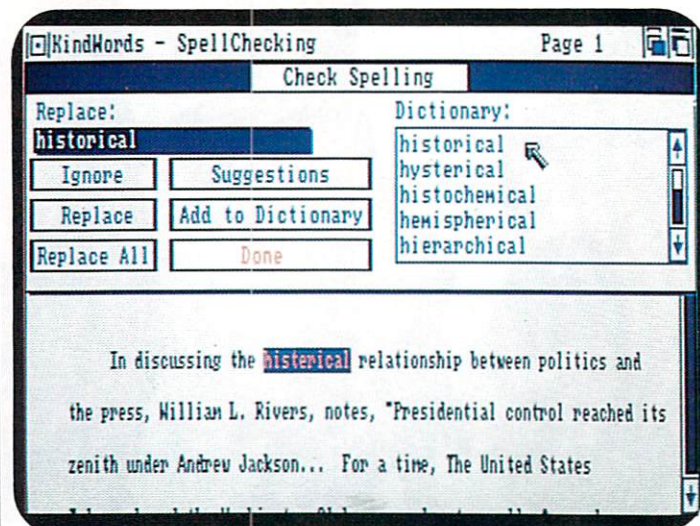 KindWords - SpellChecking Page 1
Check Spelling
Replace:
historical
Ignore Suggestions
Replace Add to Dictionary
Replace All Done
Dictionary:
historical
hysterical
histochemical
hemispherical
hierarchical
In discussing the histerical relationship between politics and
the press, William L. Rivers, notes, "Presidential control reached its
zenith under Andrew Jackson... For a time, The United States